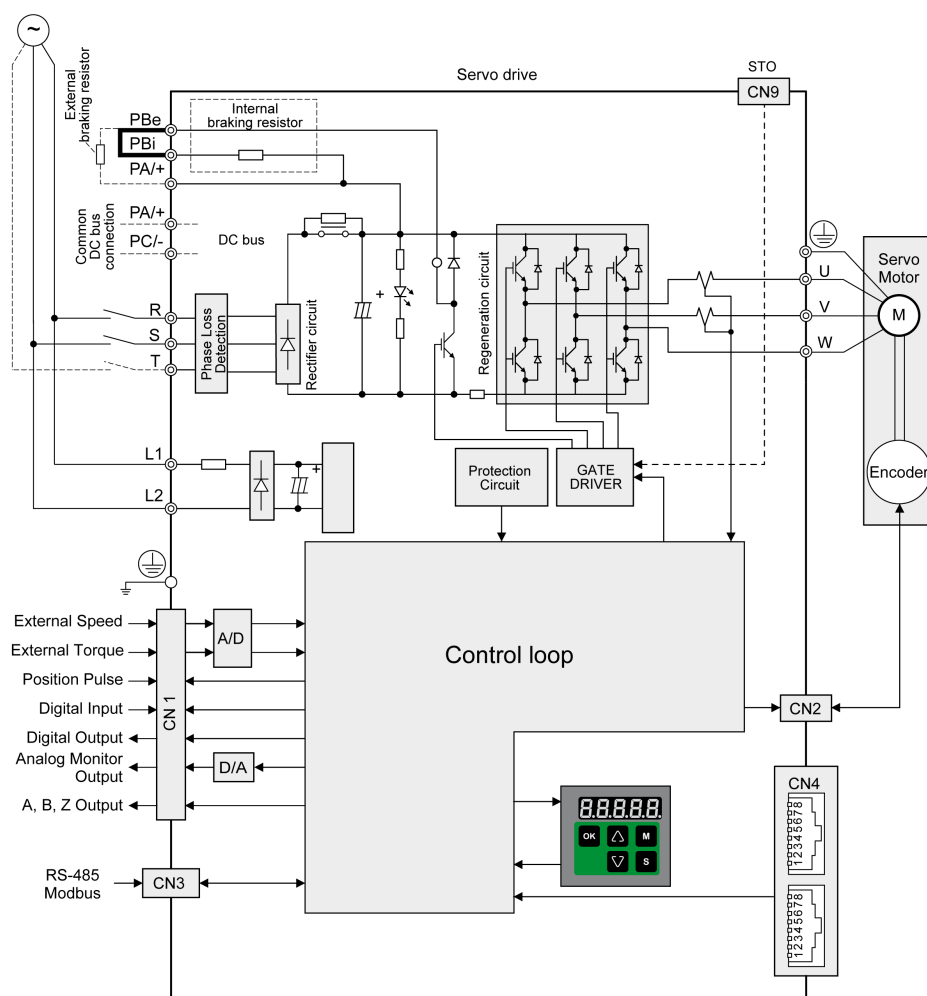 ~
STO
CN9
Servo drive
External
braking resistor
PBe
PBi
PA/+
Internal
braking resistor
Common
DC bus
connection
PA/+
PC/-
DC bus
+
R
S
T
Phase Loss
Detection
Rectifier circuit
Regeneration circuit
U
V
W
Servo
Motor
M
Encoder
L1
L2
+
Protection
Circuit
GATE
DRIVER
External Speed
External Torque
Position Pulse
Digital Input
Digital Output
Analog Monitor
Output
A, B, Z Output
CN 1
A/D
D/A
Control loop
CN2
CN4
12345678
12345678
8.8.8.8.8.
OK
M
S
RS-485
Modbus
CN3